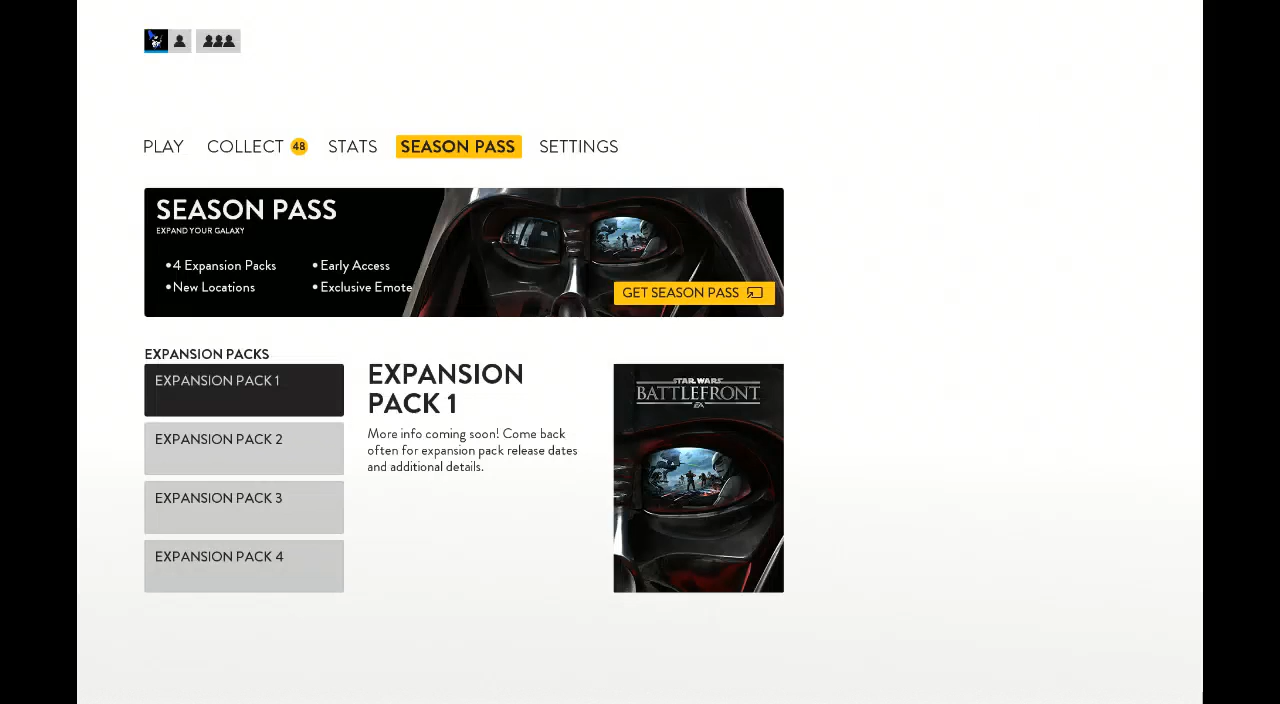 PLAY COLLECT 48 STATS SEASON PASS SETTINGS
SEASON PASS
EXPAND YOUR GALAXY
•4 Expansion Packs •Early Access
•New Locations •Exclusive Emote
GET SEASON PASS
EXPANSION PACKS
EXPANSION PACK 1
EXPANSION PACK 2
EXPANSION PACK 3
EXPANSION PACK 4
EXPANSION
PACK 1
More info coming soon! Come back
often for expansion pack release dates
and additional details.
STAR WARS
BATTLEFRONT
EA